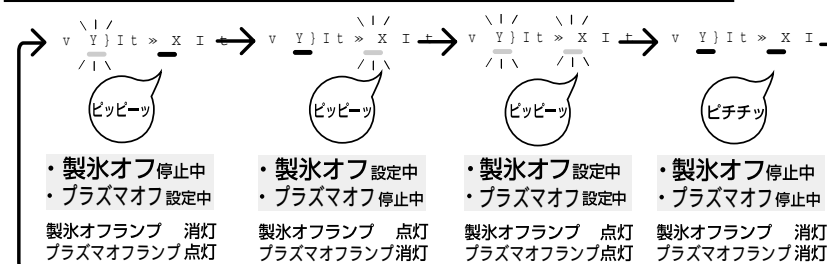 v Y}It» X It v Y}It» X It v Y}It» X It v Y}It» X I
ピッピーッ ピッピーッ ピッピーッ ピチチッ
・製氷オフ停止中 ・製氷オフ設定中 ・製氷オフ設定中 ・製氷オフ停止中
・プラズマオフ設定中 ・プラズマオフ停止中 ・プラズマオフ設定中 ・プラズマオフ停止中
製氷オフランプ 消灯 製氷オフランプ 点灯 製氷オフランプ 点灯 製氷オフランプ 消灯
プラズマオフランプ点灯 プラズマオフランプ消灯 プラズマオフランプ点灯 プラズマオフランプ消灯